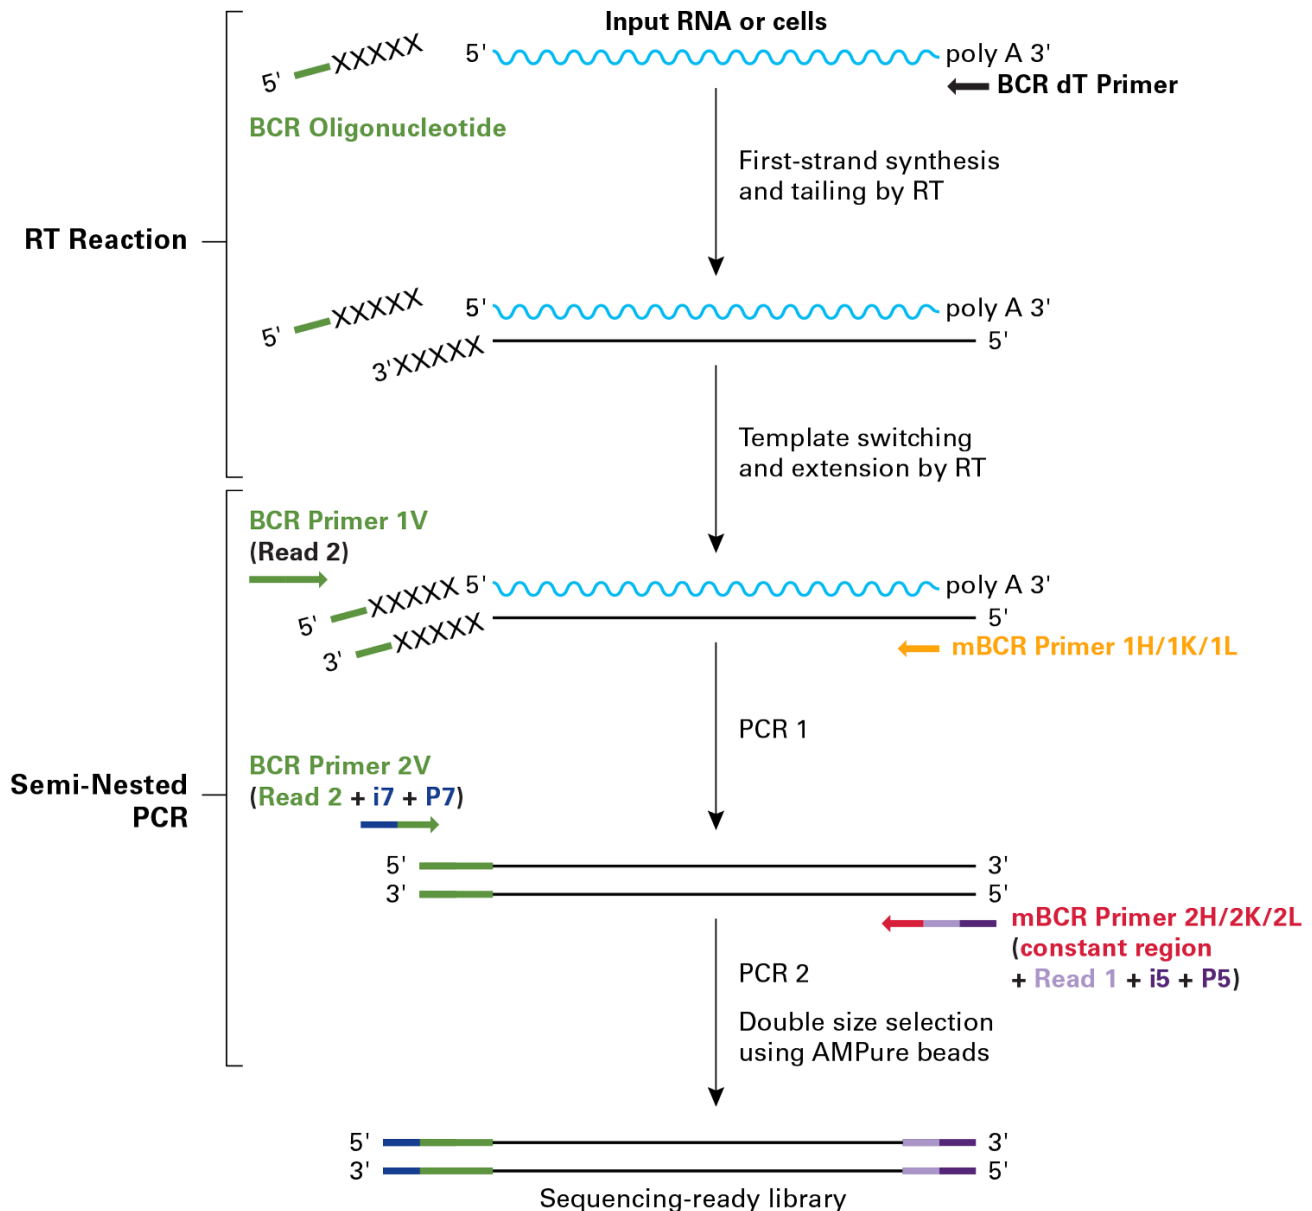 Input RNA or cells
5' XXXXX 5' poly A 3'
BCR dT Primer
BCR Oligonucleotide
First-strand synthesis
and tailing by RT
RT Reaction
5' XXXXX 5' poly A 3'
3'XXXXX 5'
Template switching
and extension by RT
BCR Primer 1V
(Read 2)
5' XXXXX 5' poly A 3'
3' XXXXX 5'
mBCR Primer 1H/1K/1L
PCR 1
BCR Primer 2V
(Read 2 + i7 + P7)
Semi-Nested
PCR
5' 3'
3' 5'
mBCR Primer 2H/2K/2L
(constant region
+ Read 1 + i5 + P5)
PCR 2
Double size selection
using AMPure beads
5' 3'
3' 5'
Sequencing-ready library